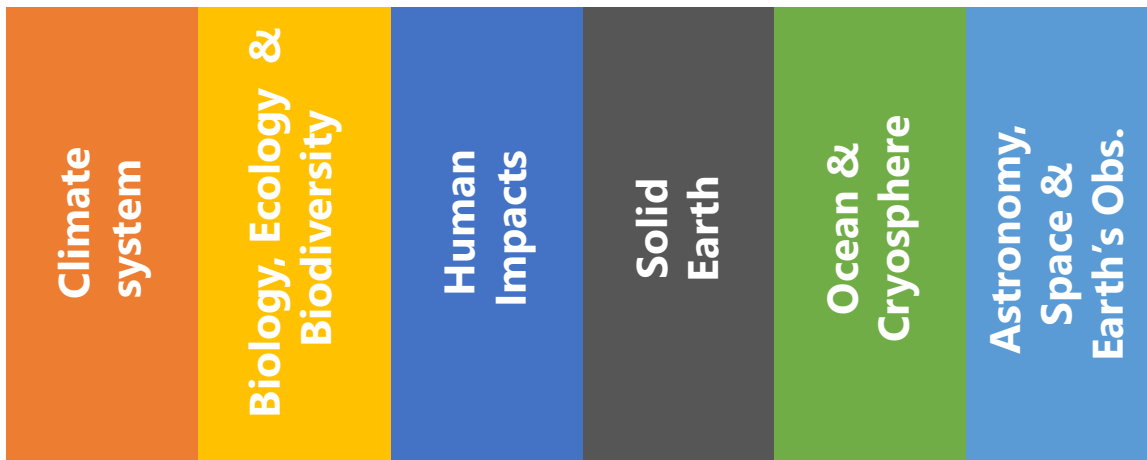 Climate
system
Biology, Ecology &
Biodiversity
Human
Impacts
Solid
Earth
Ocean &
Cryosphere
Astronomy,
Space &
Earth’s Obs.